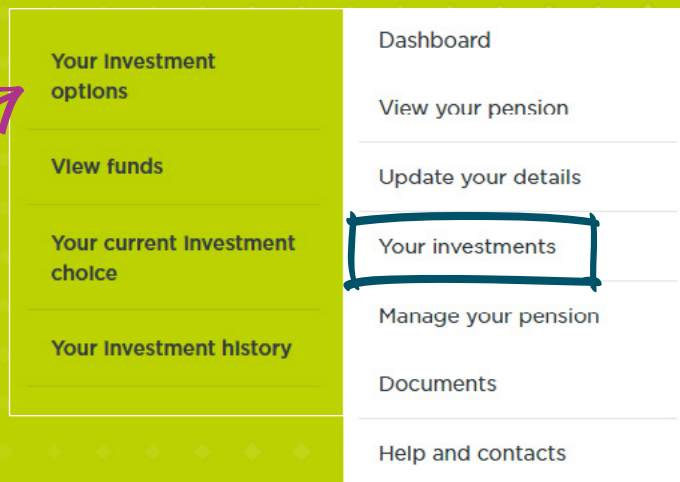 Your Investment
options
View funds
Your current Investment
choice
Your Investment history
Dashboard
View your pension
Update your details
Your investments
Manage your pension
Documents
Help and contacts